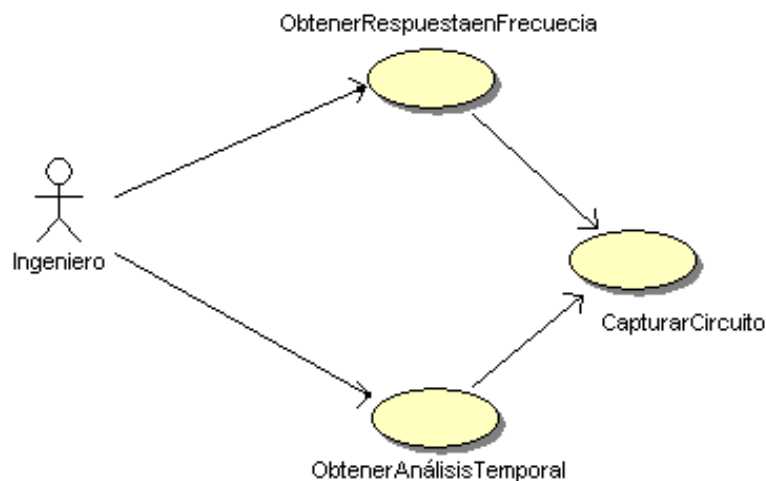 ObtenerRespuestaenFrecuecia
Ingeniero
CapturarCircuito
ObtenerAnálisisTemporal